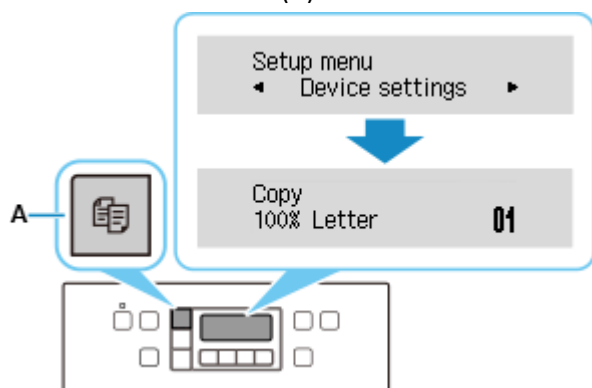 Setup menu
◄ Device settings ►
Copy
100% Letter 01
A